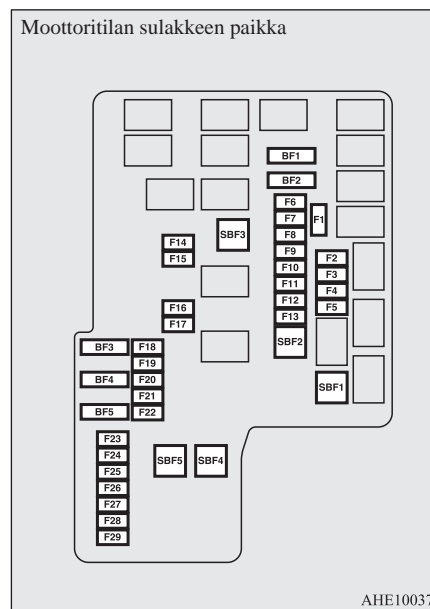 Moottoritilan sulakkeen paikka
BF1
BF2
F6
F7
F1
F8
SBF3
F14
F9
F2
F15
F10
F3
F11
F4
F12
F5
F16
F13
F17
SBF2
BF3
F18
F19
BF4
F20
SBF1
F21
BF5
F22
F23
F24
SBF5
SBF4
F25
F26
F27
F28
F29
AHE10037